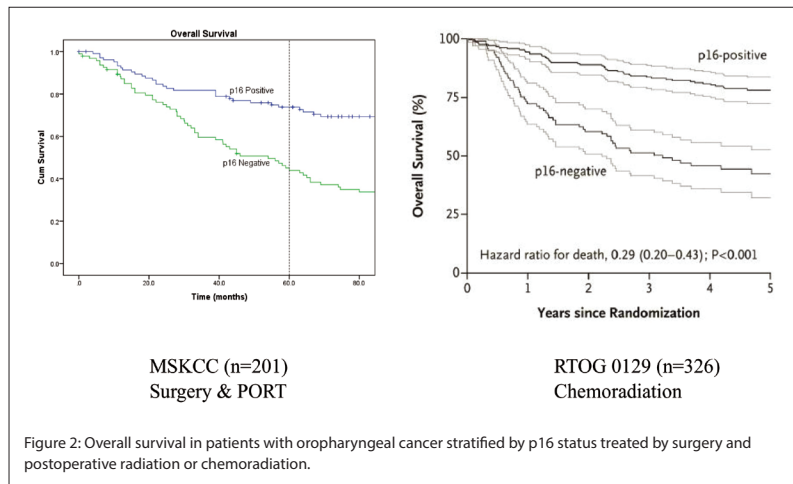 Overall Survival
1.0
0.8
0.6
0.4
0.2
0.0
Cum Survival
p16 Positive
p16 Negative
.0
20.0
40.0
60.0
80.0
Time (months)
MSKCC (n=201)
Surgery & PORT
100
75
50
25
0
Overall Survival (%)
p16-positive
p16-negative
Hazard ratio for death, 0.29 (0.20–0.43); P<0.001
0
1
2
3
4
5
Years since Randomization
RTOG 0129 (n=326)
Chemoradiation
Figure 2: Overall survival in patients with oropharyngeal cancer stratified by p16 status treated by surgery and
postoperative radiation or chemoradiation.